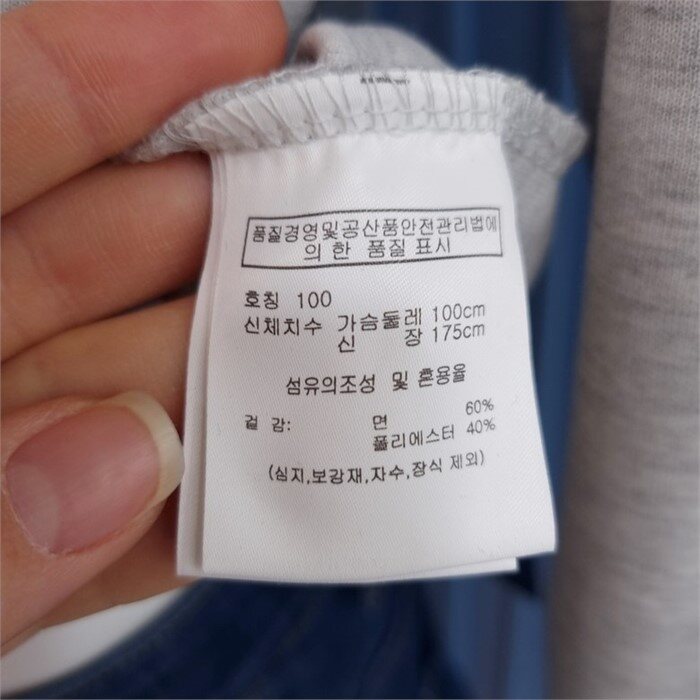 품질경영및공산품안전관리법에
의 한 품질 표시
호칭 100
신체치수 가슴둘레 100cm
신 장 175cm
섬유의조성 및 혼용율
겉 감: 면 60%
폴리에스터 40%
(심지,보강재,자수,장식 제외)